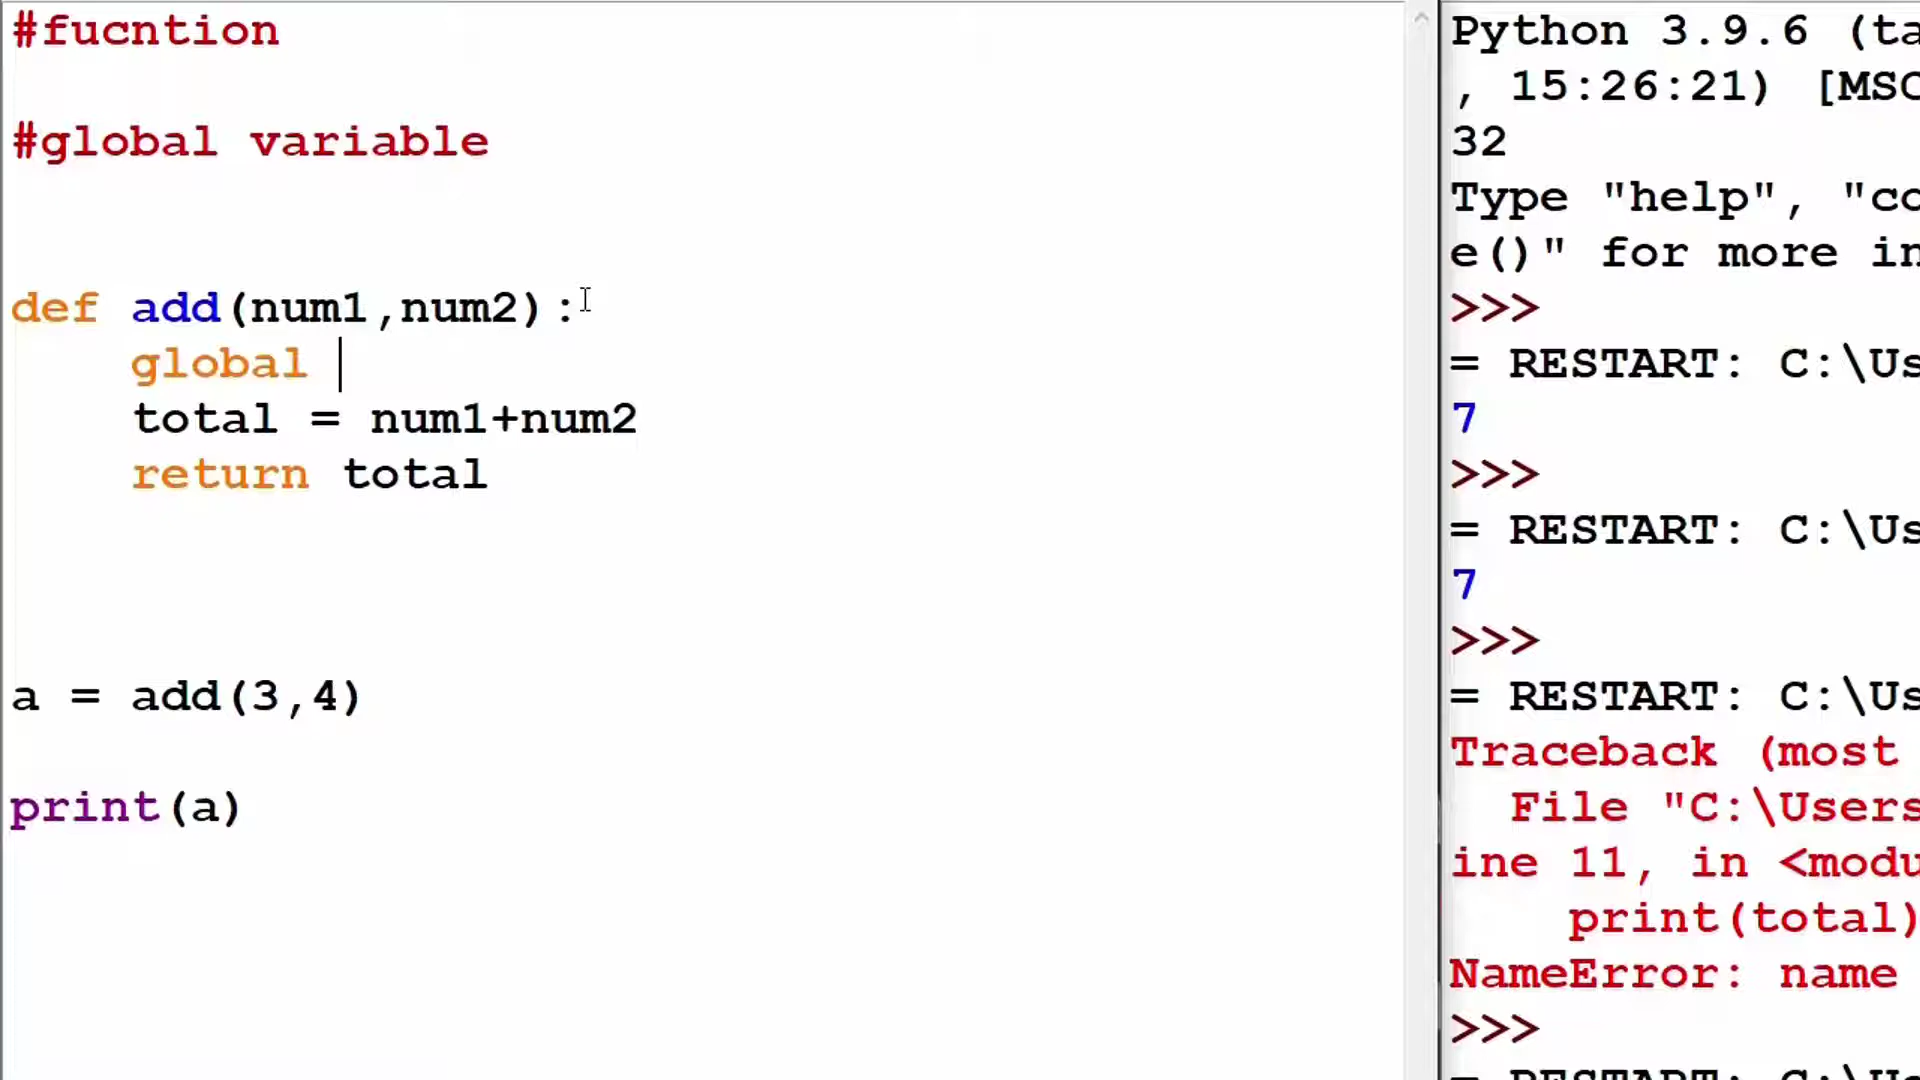 #fucntion
#global variable
def add(num1,num2):
global
total = num1+num2
return total
a = add(3,4)
print(a)
Python 3.9.6 (ta
, 15:26:21) [MSC
32
Type "help", "co
e()" for more in
>>>
= RESTART: C:\Us
7
>>>
= RESTART: C:\Us
7
>>>
= RESTART: C:\Us
Traceback (most
File "C:\Users
ine 11, in <modu
print(total)
NameError: name
>>>
= RESTART: C:\Us